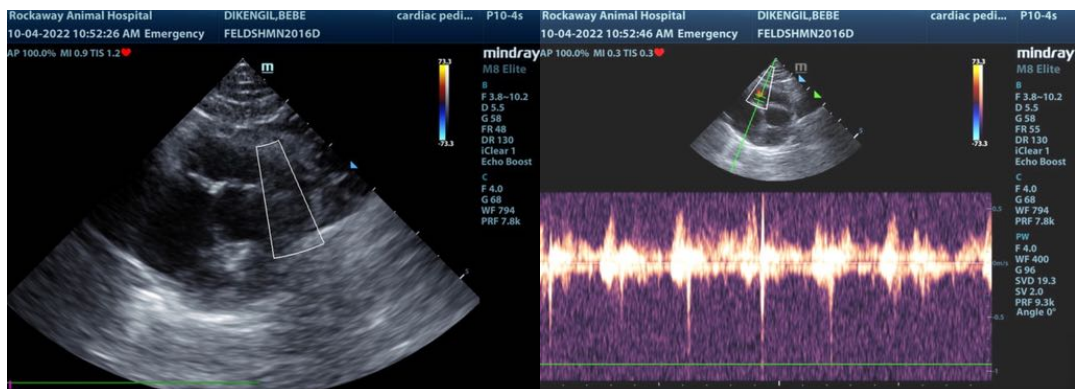 Rockaway Animal Hospital DIKENGIL,BEBE cardiac pedi... P10-4s
10-04-2022 10:52:26 AM Emergency FELDSHMN2016D
AP 100.0% MI 0.9 TIS 1.2
m
mindray
M8 Elite
73.3
-73.3
B
F 3.8~10.2
D 5.5
G 58
FR 48
DR 130
iClear 1
Echo Boost
C
F 4.0
G 68
WF 794
PRF 7.8k
5
Rockaway Animal Hospital DIKENGIL,BEBE cardiac pedi... P10-4s
10-04-2022 10:52:46 AM Emergency FELDSHMN2016D
AP 100.0% MI 0.3 TIS 0.3
m
mindray
M8 Elite
73.3
-73.3
B
F 3.8~10.2
D 5.5
G 58
FR 55
DR 130
iClear 1
Echo Boost
C
F 4.0
G 68
WF 794
PRF 7.8k
PW
F 4.0
WF 400
G 96
SVD 19.3
SV 2.0
PRF 9.3k
Angle 0°
5
0.5
0m/s
-0.5
-1